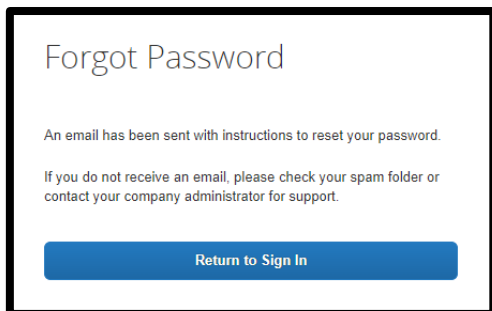 Forgot Password
An email has been sent with instructions to reset your password.
If you do not receive an email, please check your spam folder or
contact your company administrator for support.
Return to Sign In